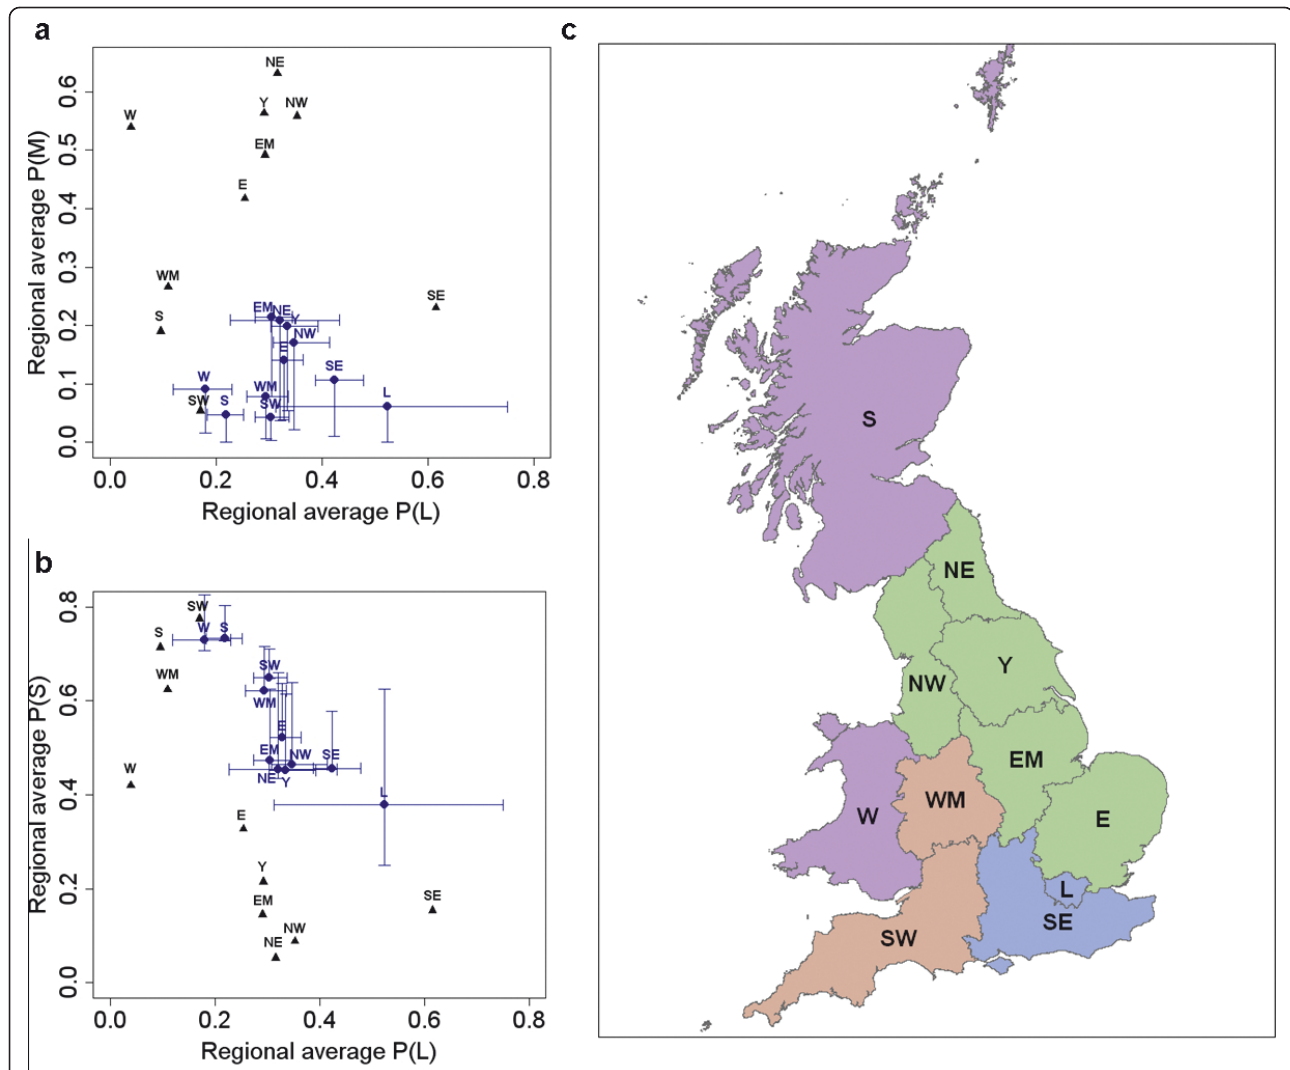 a
Regional average P(M)
0.6
0.5
0.4
0.3
0.2
0.1
0.0
NE
W
Y
NW
EM
E
WM
S
SE
EM
NE
Y
NW
E
SE
W
WM
SW
S
SW
L
0.0 0.2 0.4 0.6 0.8
Regional average P(L)
b
Regional average P(S)
0.8
0.6
0.4
0.2
0.0
SW
W
S
S
SW
WM
WM
E
EM
NW
SE
NE
Y
W
L
E
Y
EM
SE
NW
NE
0.0 0.2 0.4 0.6 0.8
Regional average P(L)
c
S
NE
Y
NW
EM
WM
W
E
L
SE
SW